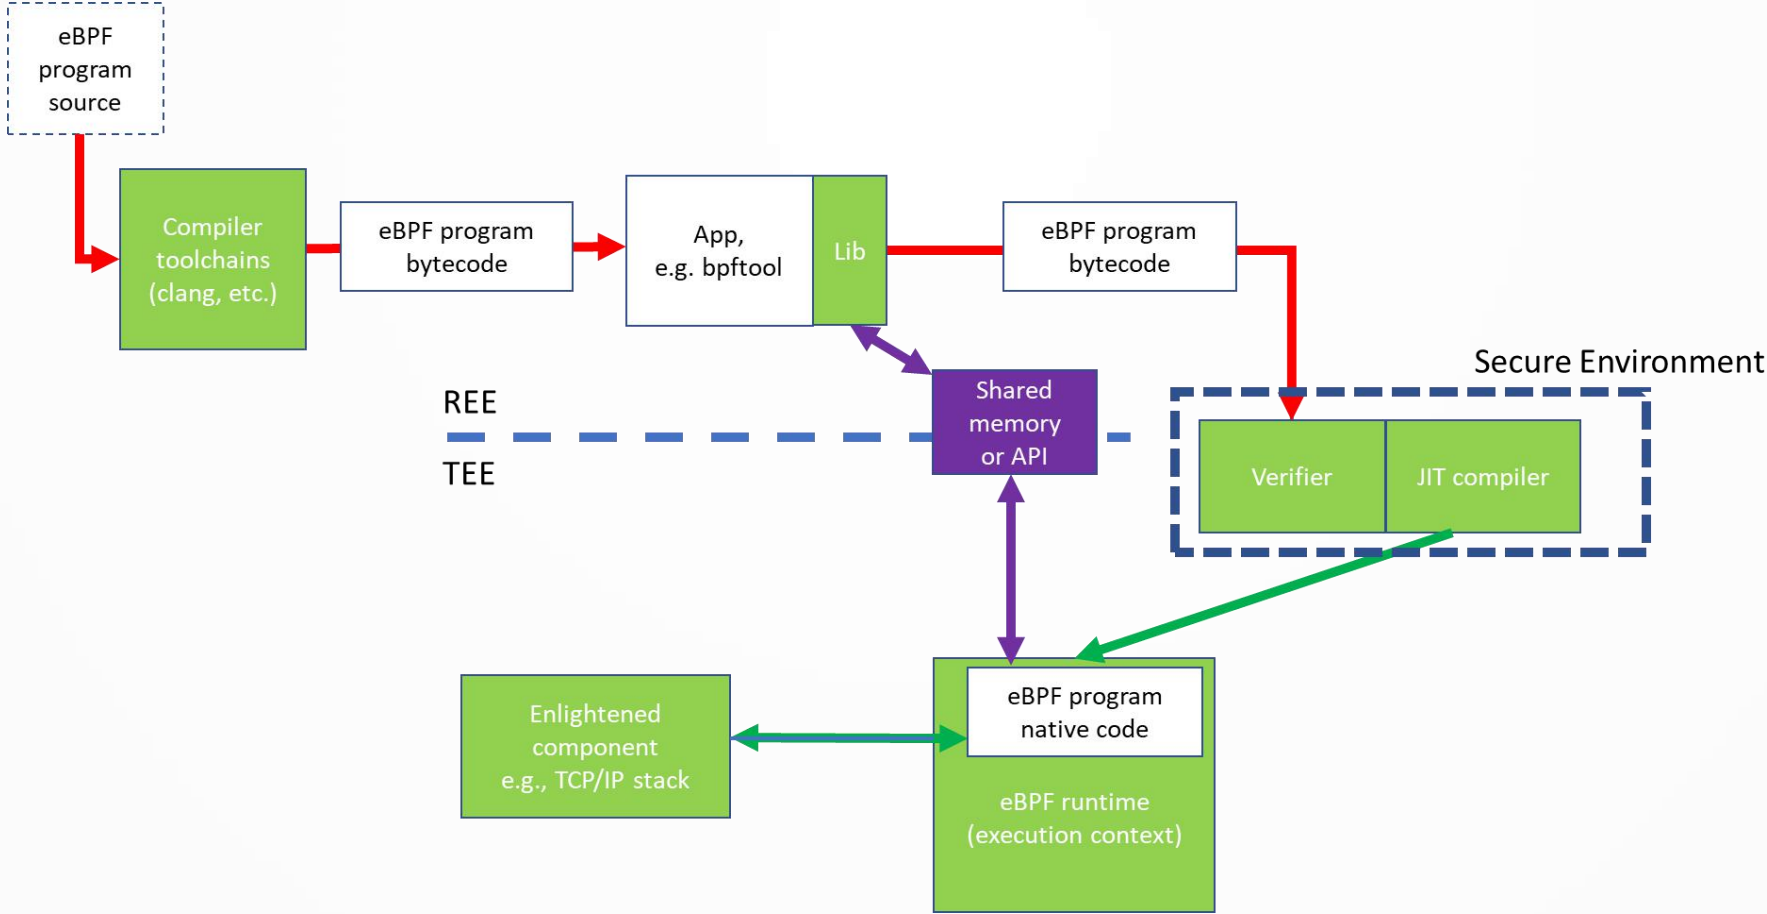 eBPF
program
source
Compiler
toolchains
(clang, etc.)
eBPF program
bytecode
App,
e.g. bpftool
Lib
eBPF program
bytecode
Secure Environment
REE
TEE
Shared
memory
or API
Verifier
JIT compiler
Enlightened
component
e.g., TCP/IP stack
eBPF program
native code
eBPF runtime
(execution context)